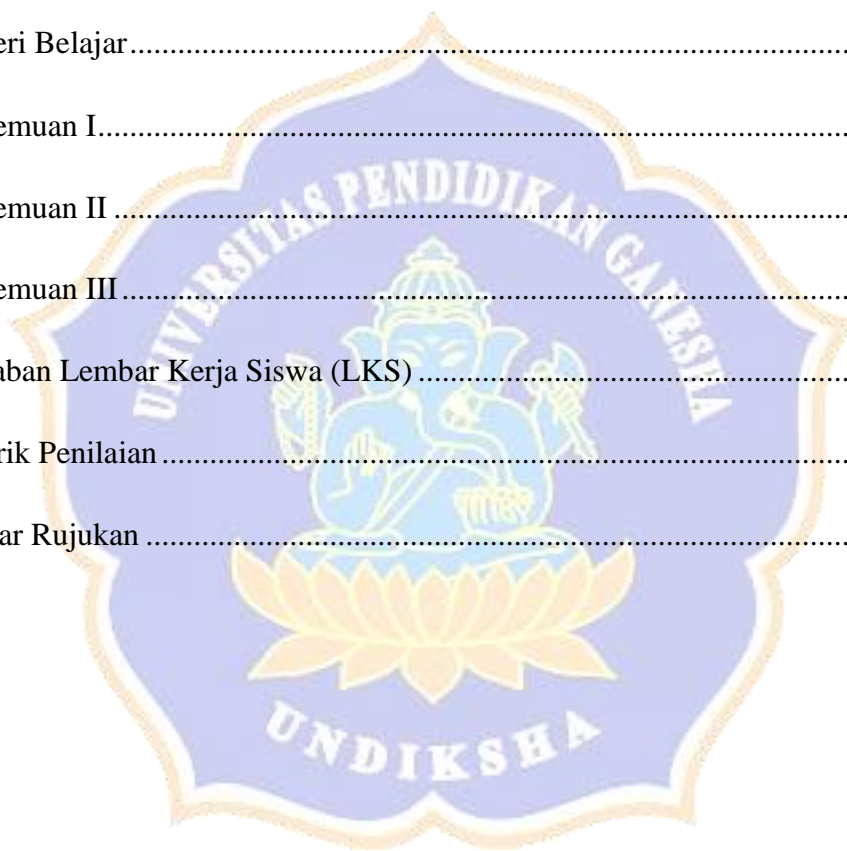 eri Belajar
emuan I
emuan II
UNIVERSITAS PENDIDIKAN GANESHA
emuan III
aban Lembar Kerja Siswa (LKS)
rik Penilaian
ar Rujukan
UNDIKSHA